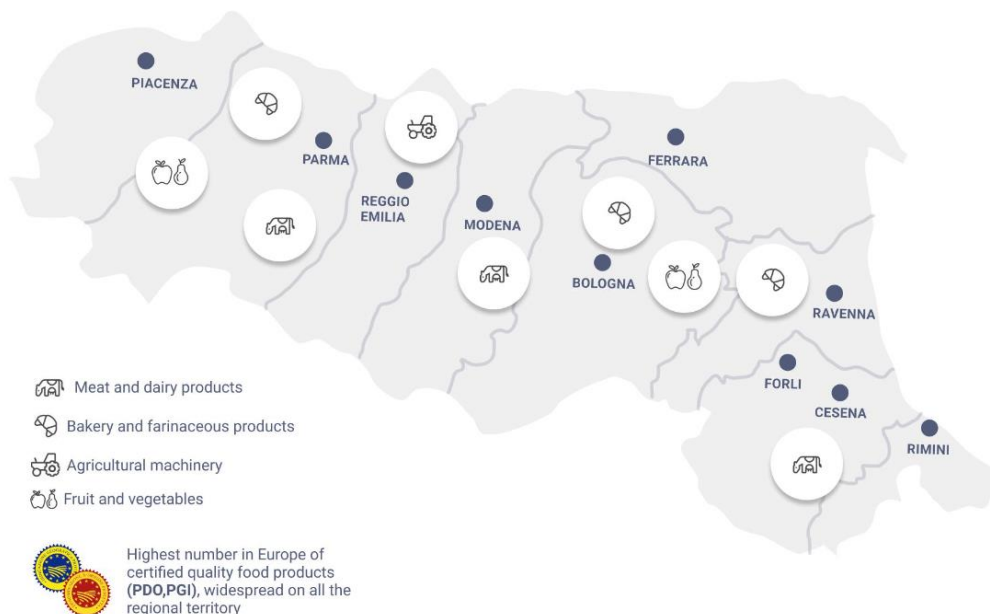 PIACENZA
PARMA
REGGIO
EMILIA
MODENA
FERRARA
BOLOGNA
RAVENNA
FORLI
CESENA
RIMINI
Meat and dairy products
Bakery and farinaceous products
Agricultural machinery
Fruit and vegetables
Highest number in Europe of
certified quality food products
(PDO,PGI), widespread on all the
regional territory